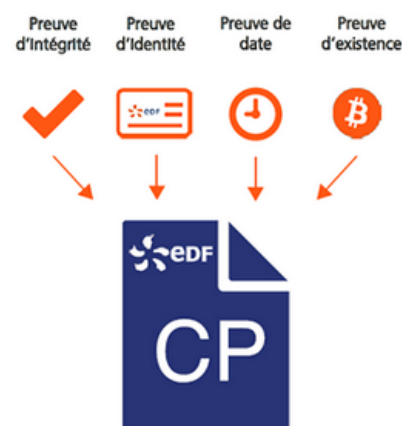 Preuve d'Intégrité
Preuve d'Identité
Preuve de date
Preuve d'existence
edf
edf
CP